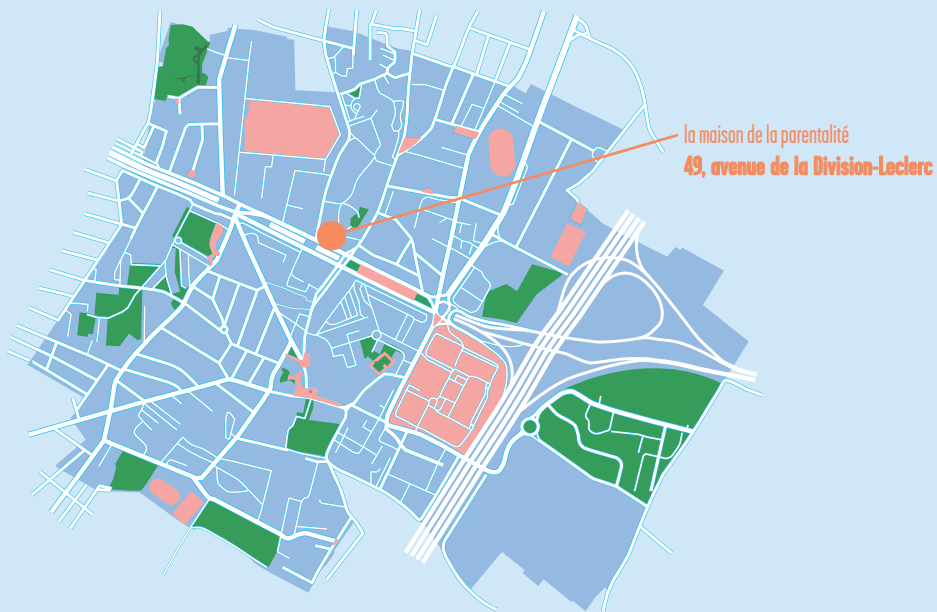 la maison de la parentalité
49, avenue de la Division-Leclerc